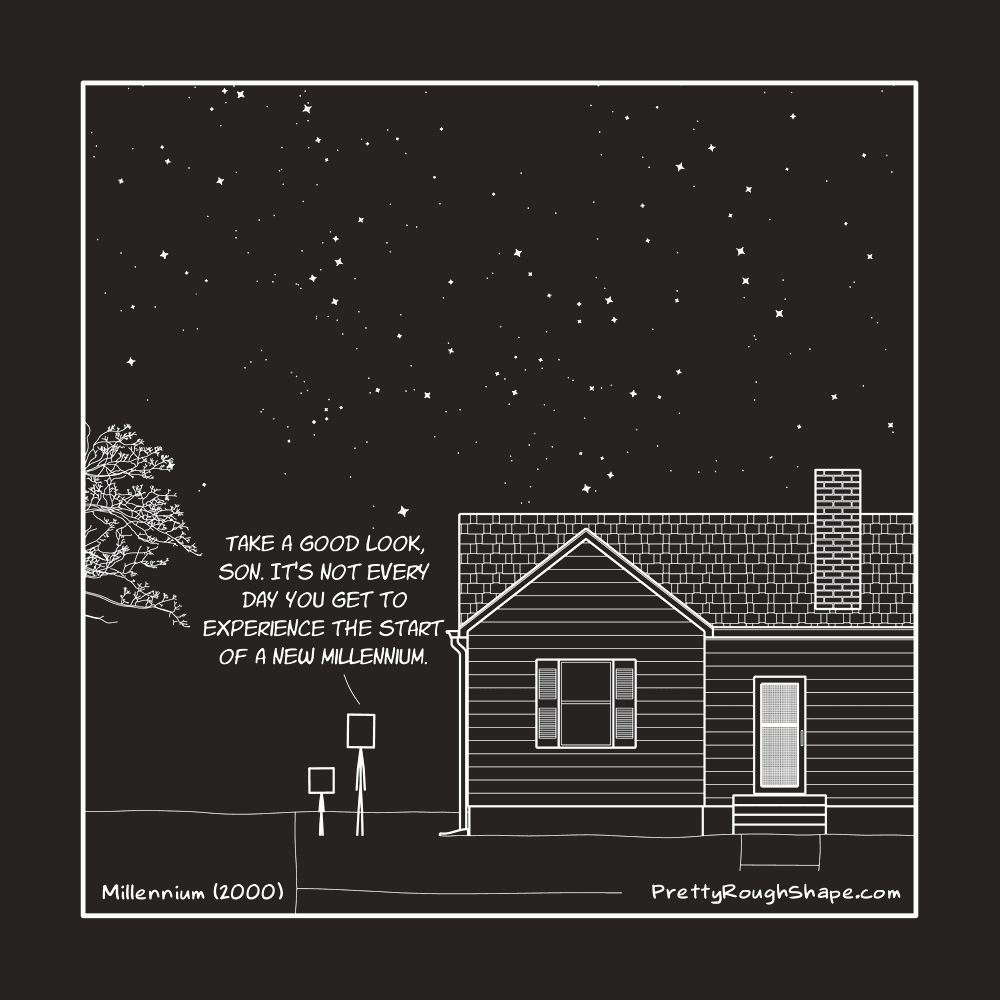 TAKE A GOOD LOOK,
SON. IT'S NOT EVERY
DAY YOU GET TO
EXPERIENCE THE START
OF A NEW MILLENNIUM.
Millennium (2000)
PrettyRoughShape.com